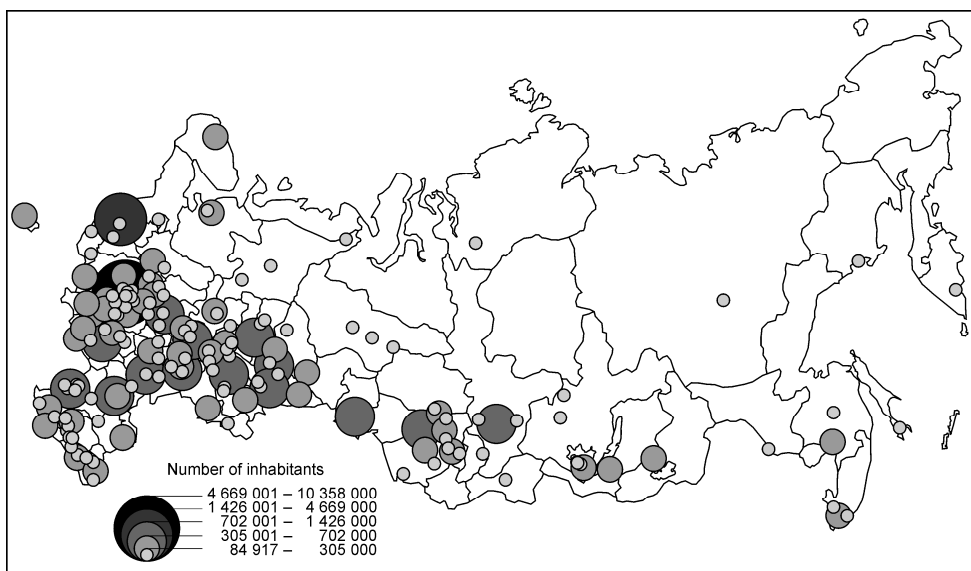 Number of inhabitants
4 669 001 – 10 358 000
1 426 001 – 4 669 000
702 001 – 1 426 000
305 001 – 702 000
84 917 – 305 000